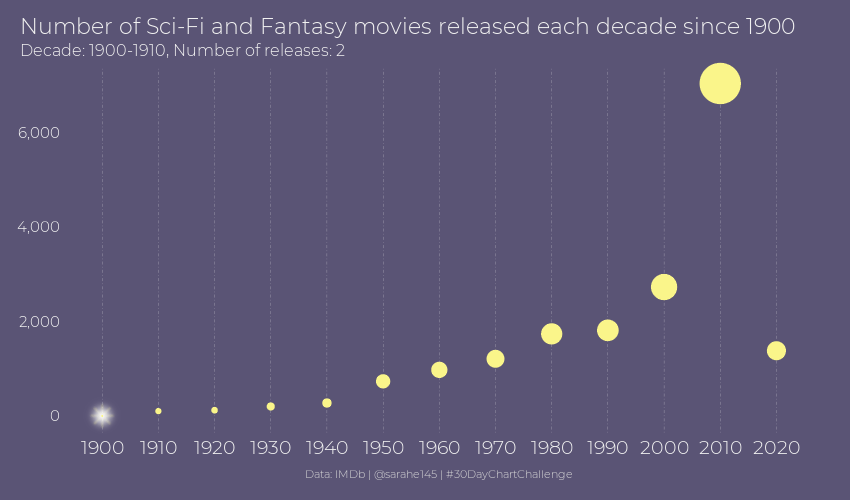 Number of Sci-Fi and Fantasy movies released each decade since 1900
Decade: 1900-1910, Number of releases: 2
6,000
4,000
2,000
0
1900 1910 1920 1930 1940 1950 1960 1970 1980 1990 2000 2010 2020
Data: IMDb | @sarahe145 | #30DayChartChallenge